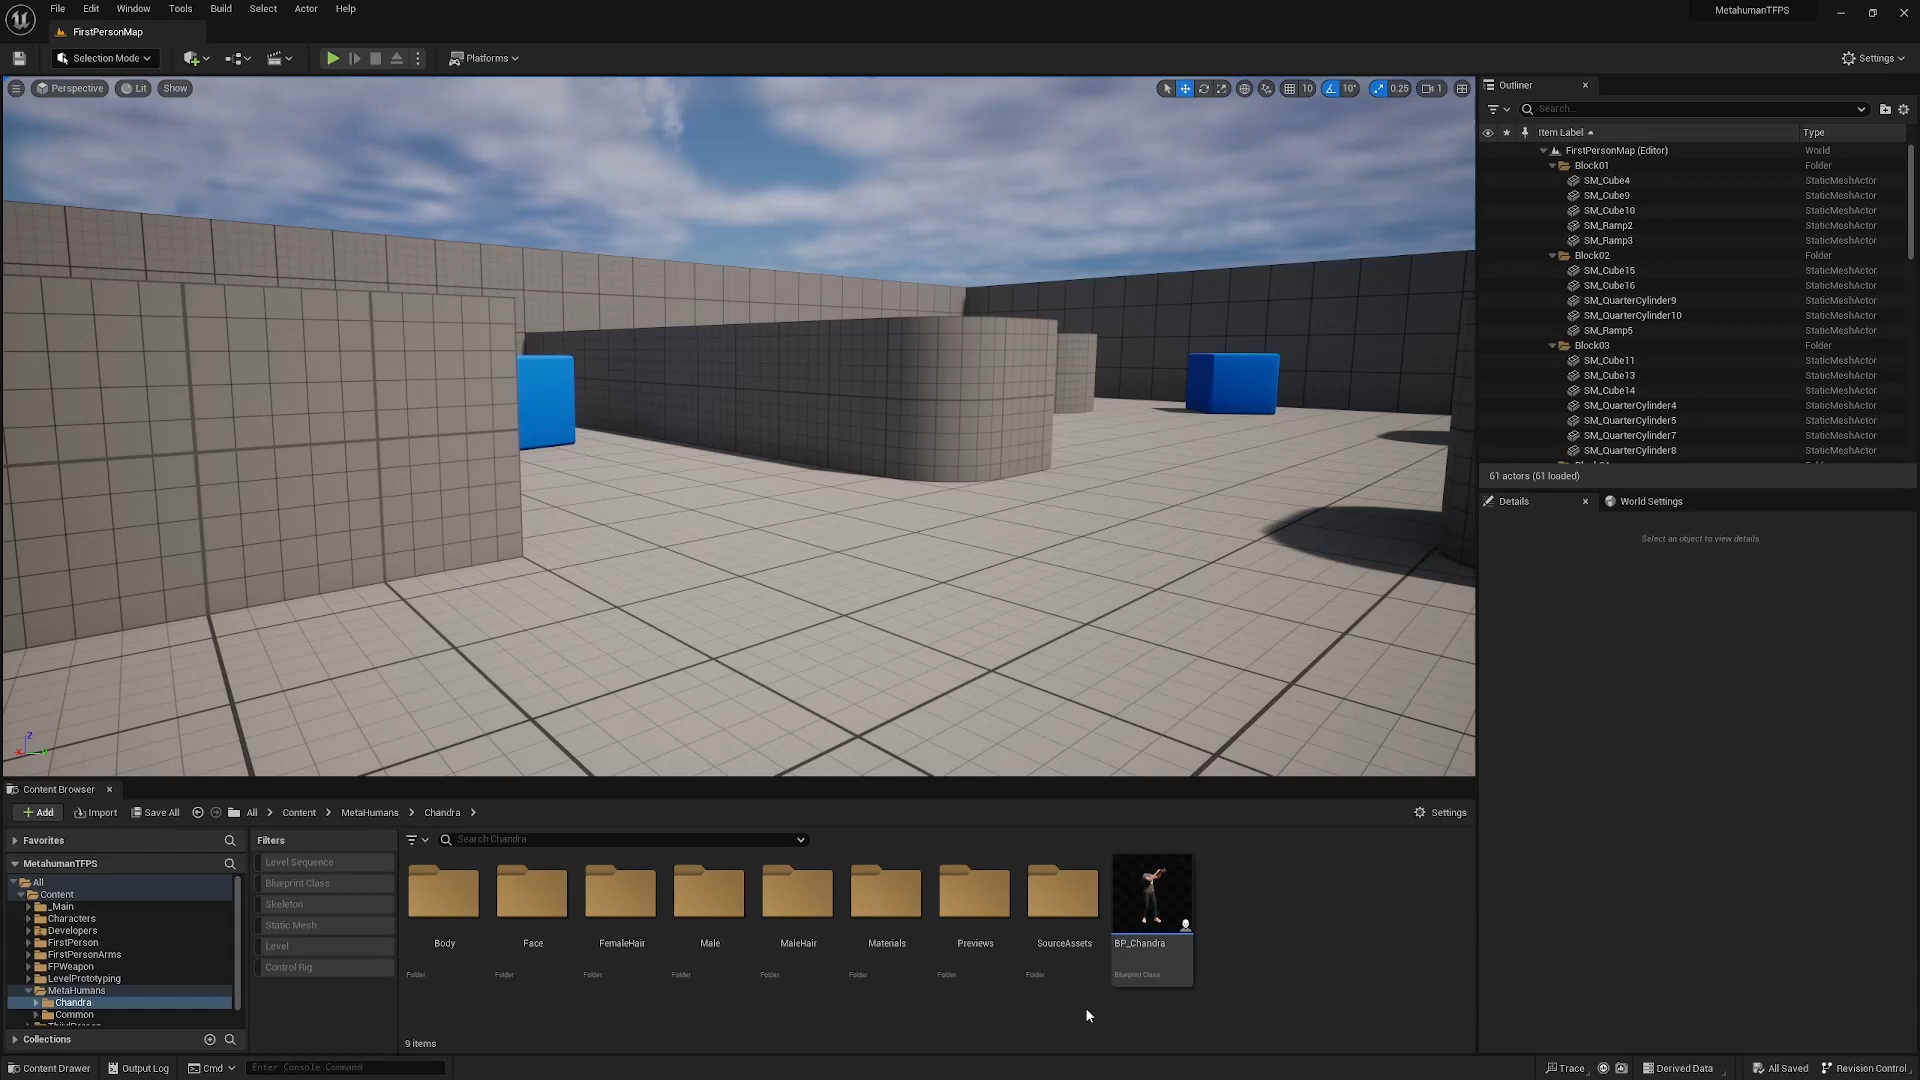 File Edit Window Tools Build Select Actor Help
MetahumanTFPS
FirstPersonMap
Selection Mode
Platforms
Settings
Perspective
Lit
Show
10
10°
0.25
1
Outliner
Search...
Item Label
Type
FirstPersonMap (Editor) World
Block01 Folder
SM_Cube4 StaticMeshActor
SM_Cube9 StaticMeshActor
SM_Cube10 StaticMeshActor
SM_Ramp2 StaticMeshActor
SM_Ramp3 StaticMeshActor
Block02 Folder
SM_Cube15 StaticMeshActor
SM_Cube16 StaticMeshActor
SM_QuarterCylinder9 StaticMeshActor
SM_QuarterCylinder10 StaticMeshActor
SM_Ramp5 StaticMeshActor
Block03 Folder
SM_Cube11 StaticMeshActor
SM_Cube13 StaticMeshActor
SM_Cube14 StaticMeshActor
SM_QuarterCylinder4 StaticMeshActor
SM_QuarterCylinder5 StaticMeshActor
SM_QuarterCylinder7 StaticMeshActor
SM_QuarterCylinder8 StaticMeshActor
61 actors (61 loaded)
Details
World Settings
Select an object to view details.
Z
X
Y
Content Browser
Add
Import
Save All
All
Content
MetaHumans
Chandra
Settings
Favorites
MetahumanTFPS
All
Content
_Main
Characters
Developers
FirstPerson
FirstPersonArms
FPWeapon
LevelPrototyping
MetaHumans
Chandra
Common
Collections
Filters
Level Sequence
Blueprint Class
Skeleton
Static Mesh
Level
Control Rig
Search Chandra
Body
Folder
Face
Folder
FemaleHair
Folder
Male
Folder
MaleHair
Folder
Materials
Folder
Previews
Folder
SourceAssets
Folder
BP_Chandra
Blueprint Class
9 items
Content Drawer
Output Log
Cmd
Enter Console Command
Trace
Derived Data
All Saved
Revision Control